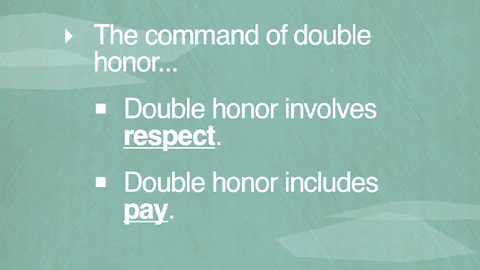 The command of double
honor...
Double honor involves
respect.
Double honor includes
pay.